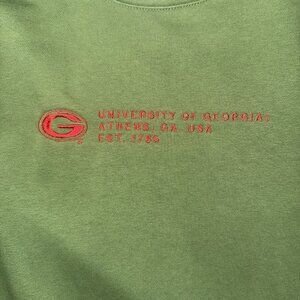 G
UNIVERSITY OF GEORGIA:
ATHENS, GA, USA
EST. 1785